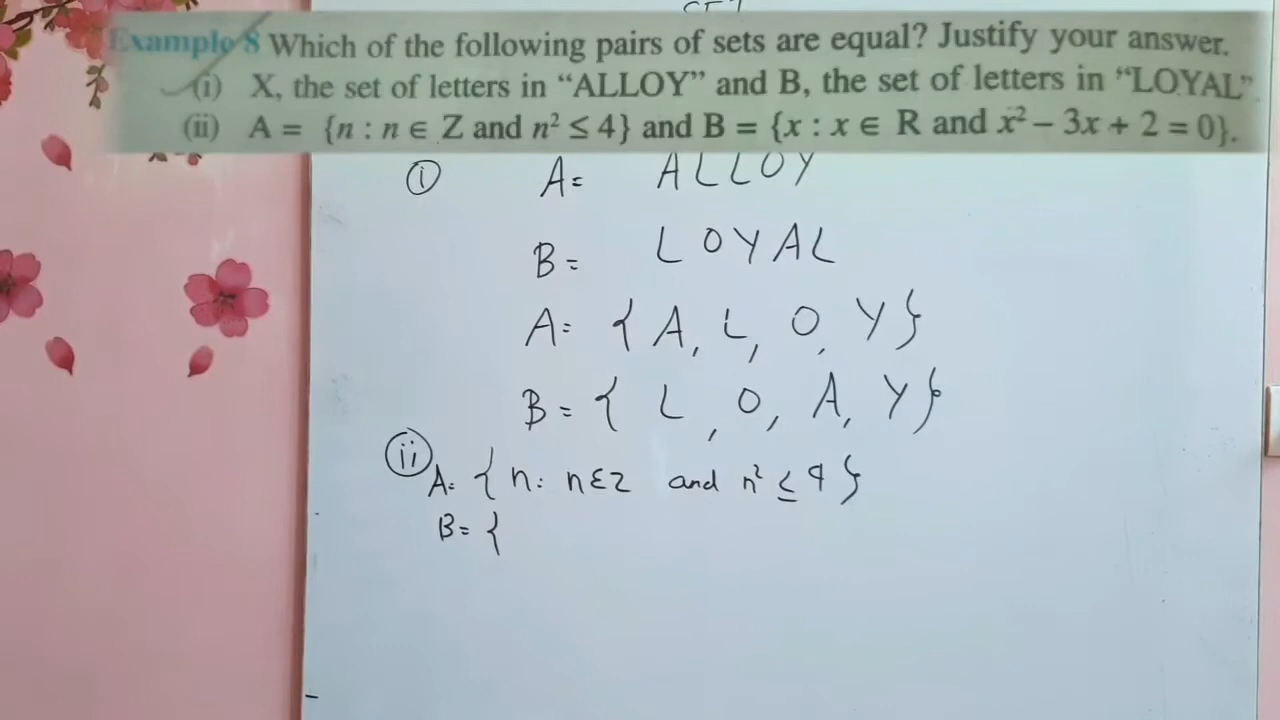 Example 8 Which of the following pairs of sets are equal? Justify your answer.
(i) X, the set of letters in “ALLOY” and B, the set of letters in “LOYAL”.
(ii) A = {n : n ∈ Z and n² ≤ 4} and B = {x : x ∈ R and x² – 3x + 2 = 0}.
① A= ALLOY
B= LOYAL
A= { A, L, O, Y}
B= { L, O, A, Y}
ⓘⓘ A= { n: n ∈ Z and n² ≤ 4 }
B= {